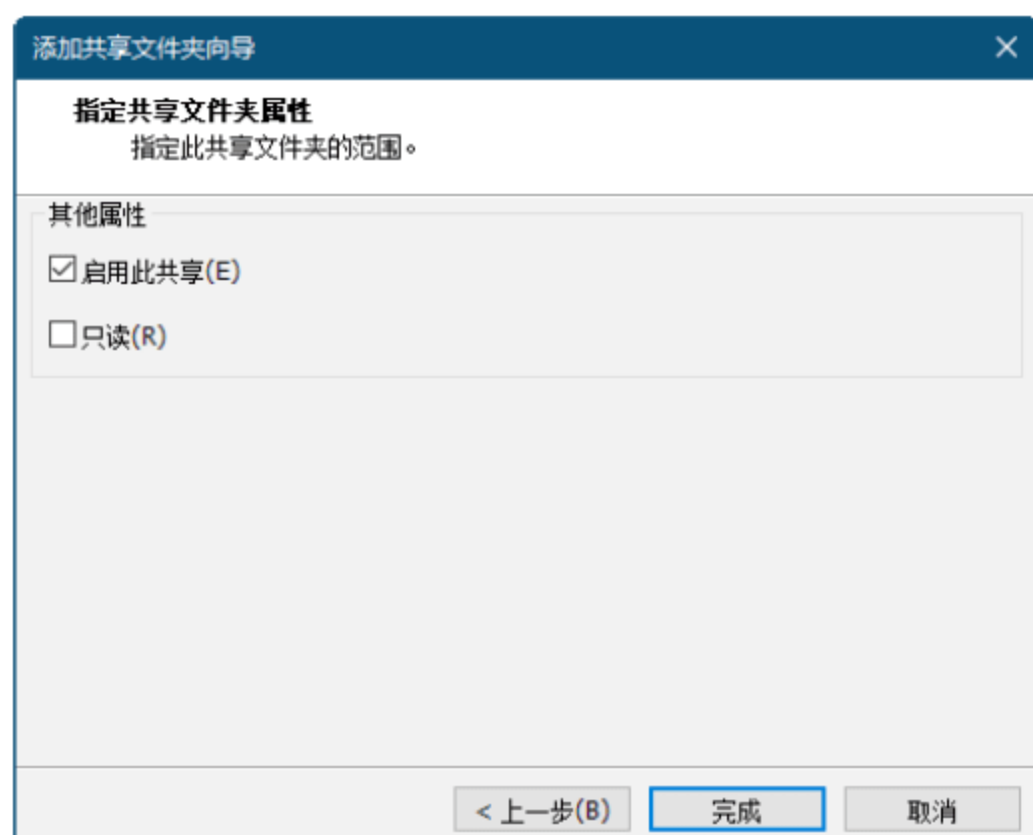 添加共享文件夹向导
指定共享文件夹属性
指定此共享文件夹的范围。
其他属性
启用此共享(E)
只读(R)
< 上一步(B)
完成
取消